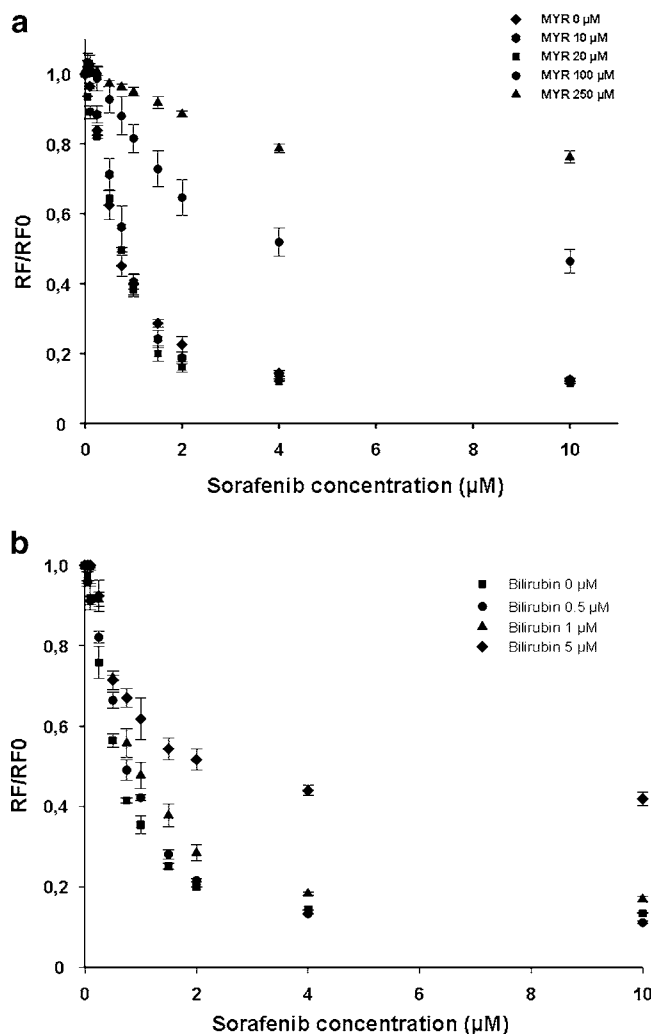 a
MYR 0 µM
MYR 10 µM
MYR 20 µM
MYR 100 µM
MYR 250 µM
1,0
0,8
0,6
0,4
0,2
0
RF/RF0
0 2 4 6 8 10
Sorafenib concentration (µM)
b
Bilirubin 0 µM
Bilirubin 0.5 µM
Bilirubin 1 µM
Bilirubin 5 µM
1,0
0,8
0,6
0,4
0,2
0
RF/RF0
0 2 4 6 8 10
Sorafenib concentration (µM)